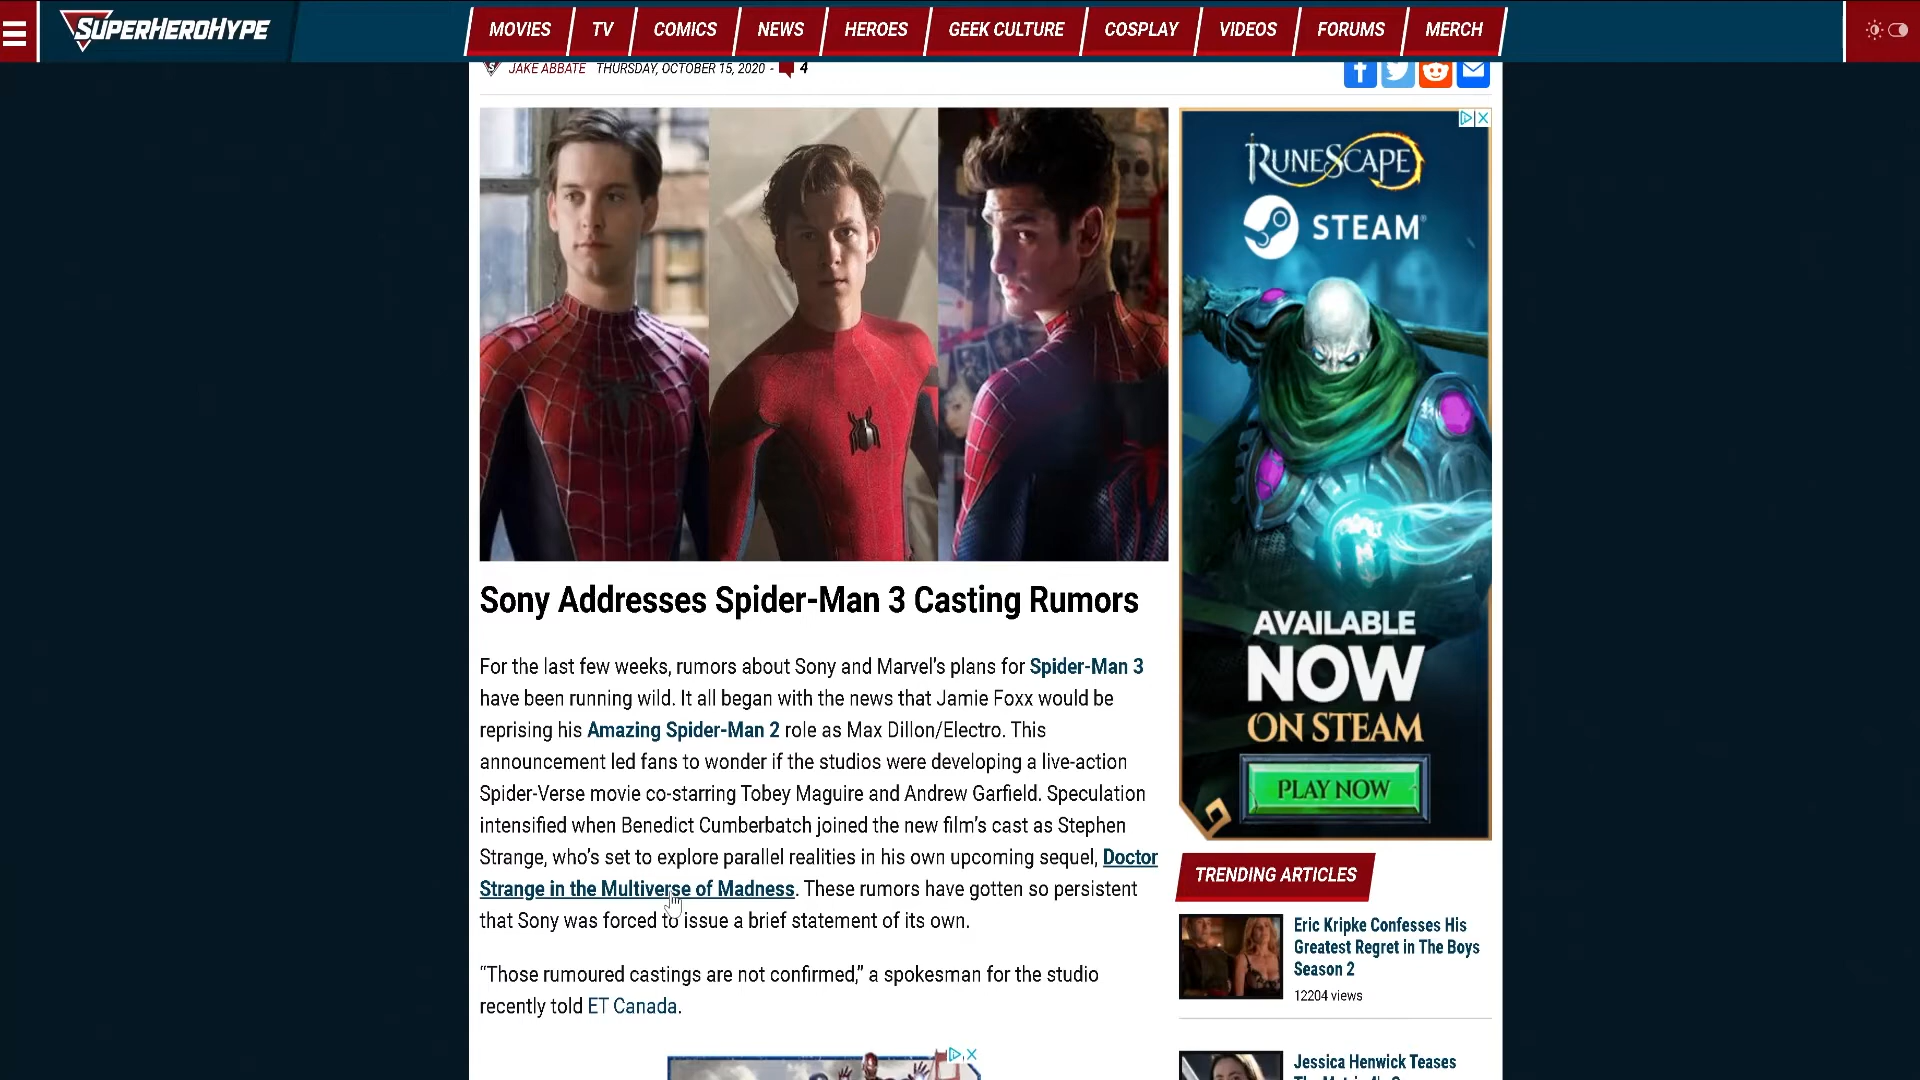 SUPERHEROHYPE
MOVIES
TV
COMICS
NEWS
HEROES
GEEK CULTURE
COSPLAY
VIDEOS
FORUMS
MERCH
JAKE ABBATE THURSDAY, OCTOBER 15, 2020 - 4
RUNESCAPE
STEAM
AVAILABLE
NOW
ON STEAM
PLAY NOW
Sony Addresses Spider-Man 3 Casting Rumors
For the last few weeks, rumors about Sony and Marvel's plans for Spider-Man 3
have been running wild. It all began with the news that Jamie Foxx would be
reprising his Amazing Spider-Man 2 role as Max Dillon/Electro. This
announcement led fans to wonder if the studios were developing a live-action
Spider-Verse movie co-starring Tobey Maguire and Andrew Garfield. Speculation
intensified when Benedict Cumberbatch joined the new film's cast as Stephen
Strange, who's set to explore parallel realities in his own upcoming sequel, Doctor
Strange in the Multiverse of Madness. These rumors have gotten so persistent
that Sony was forced to issue a brief statement of its own.
“Those rumoured castings are not confirmed,” a spokesman for the studio
recently told ET Canada.
TRENDING ARTICLES
Eric Kripke Confesses His
Greatest Regret in The Boys
Season 2
12204 views
Jessica Henwick Teases